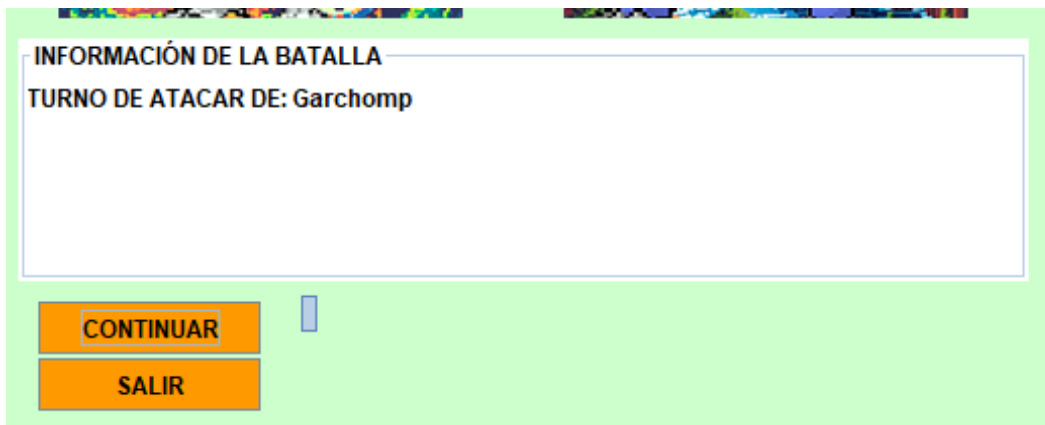 INFORMACIÓN DE LA BATALLA
TURNO DE ATACAR DE: Garchomp
CONTINUAR
SALIR